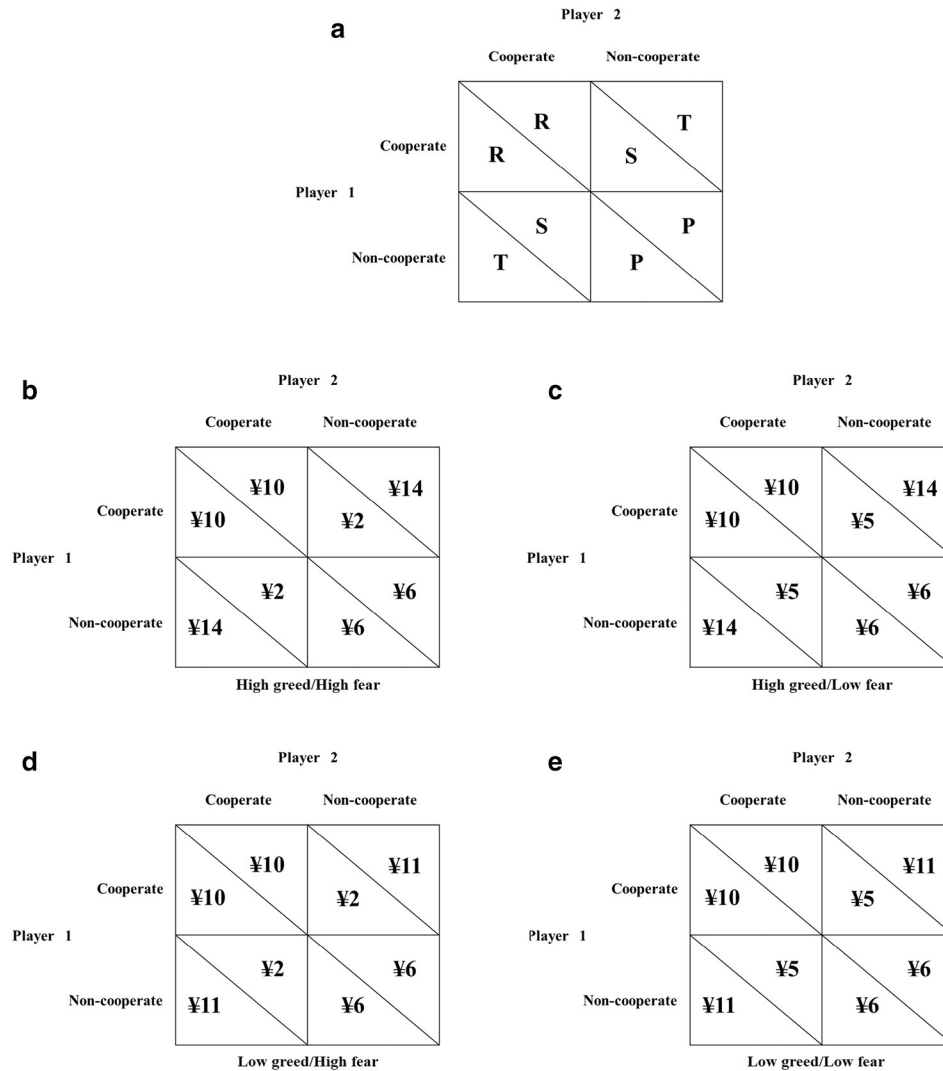 a
Player 2
Cooperate Non-cooperate
R T
Cooperate
R S
Player 1
S P
Non-cooperate
T P
b
Player 2
Cooperate Non-cooperate
¥10 ¥14
Cooperate
¥10 ¥2
Player 1
¥2 ¥6
Non-cooperate
¥14 ¥6
High greed/High fear
c
Player 2
Cooperate Non-cooperate
¥10 ¥14
Cooperate
¥10 ¥5
Player 1
¥5 ¥6
Non-cooperate
¥14 ¥6
High greed/Low fear
d
Player 2
Cooperate Non-cooperate
¥10 ¥11
Cooperate
¥10 ¥2
Player 1
¥2 ¥6
Non-cooperate
¥11 ¥6
Low greed/High fear
e
Player 2
Cooperate Non-cooperate
¥10 ¥11
Cooperate
¥10 ¥5
Player 1
¥5 ¥6
Non-cooperate
¥11 ¥6
Low greed/Low fear